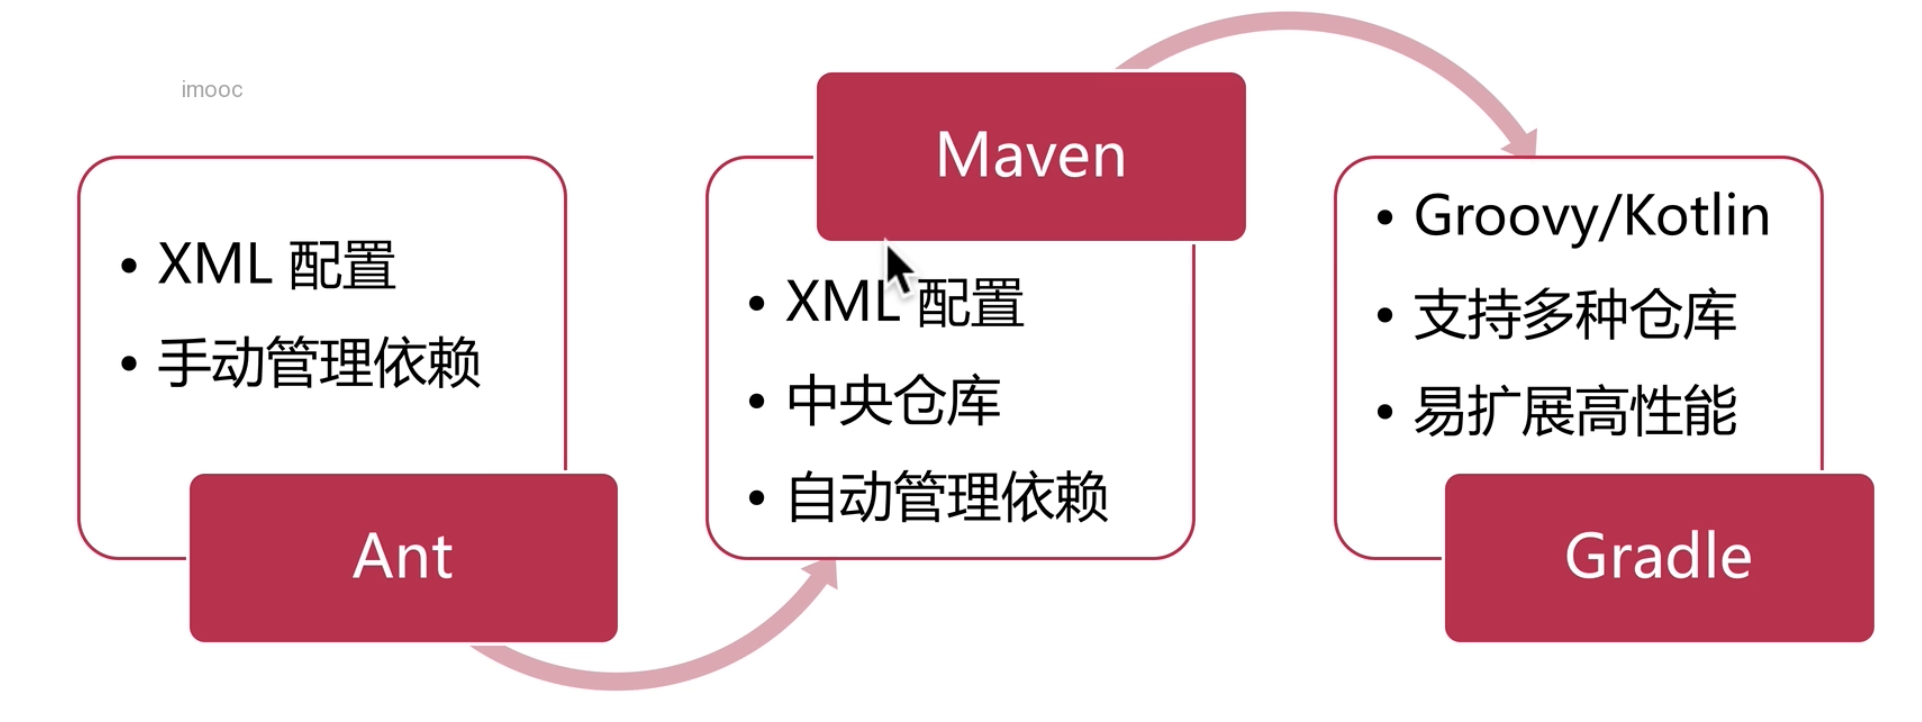 imooc
• XML 配置
• 手动管理依赖
Ant
Maven
• XML 配置
• 中央仓库
• 自动管理依赖
• Groovy/Kotlin
• 支持多种仓库
• 易扩展高性能
Gradle